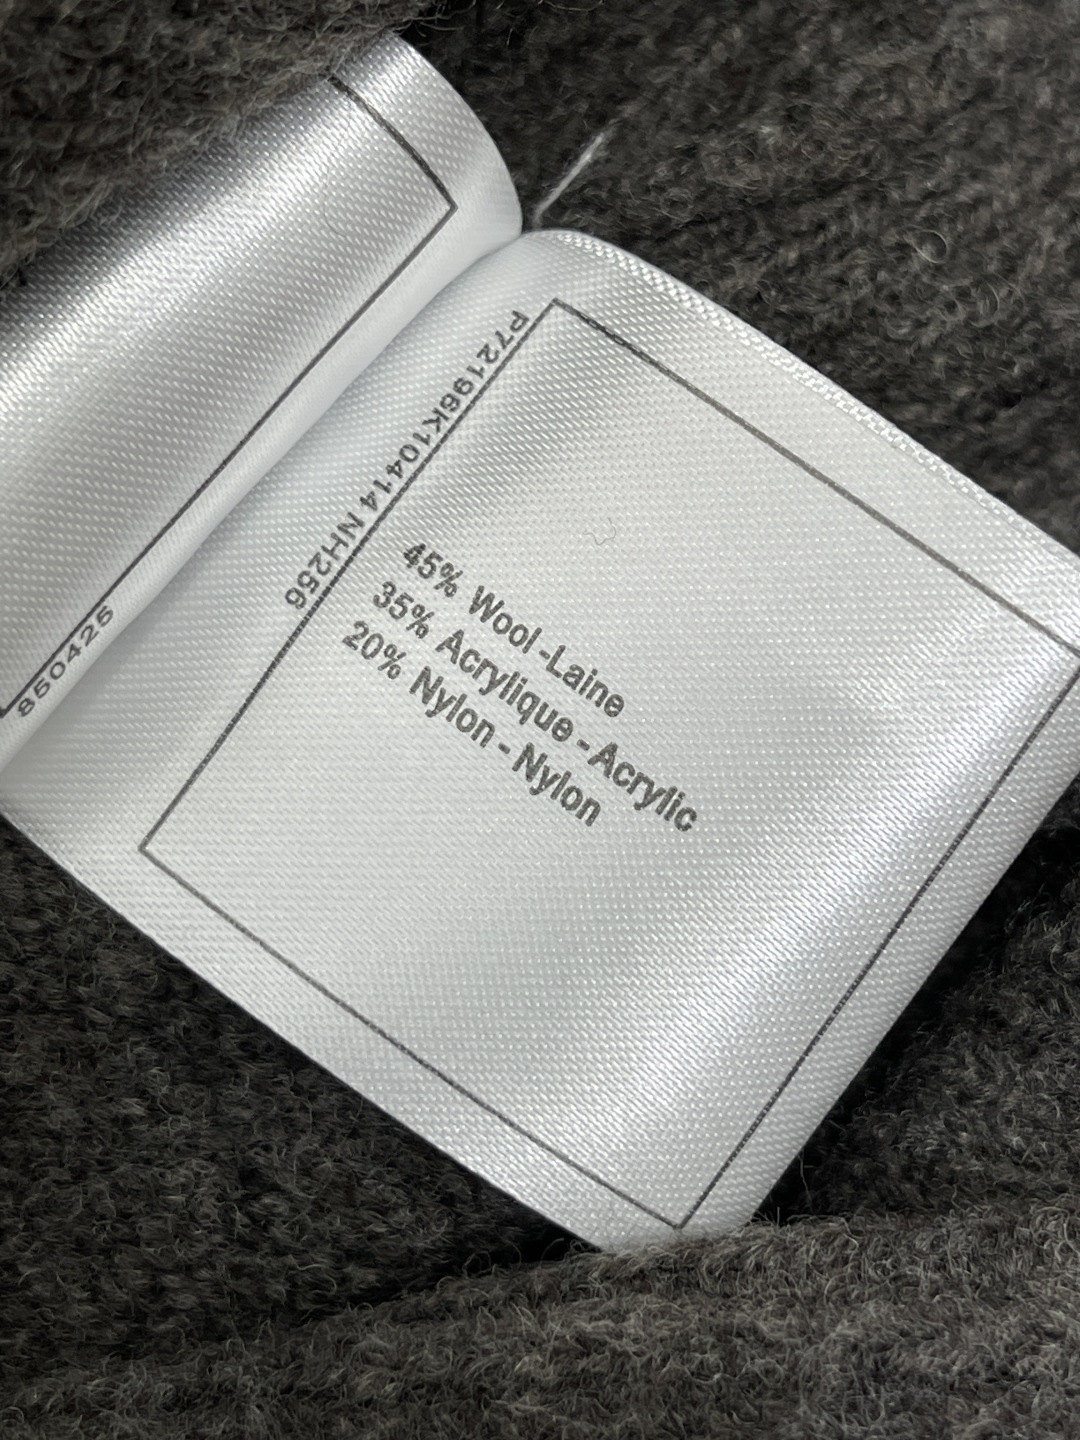 850425
P72196K10414 NH256
45% Wool-Laine
35% Acrylique - Acrylic
20% Nylon - Nylon